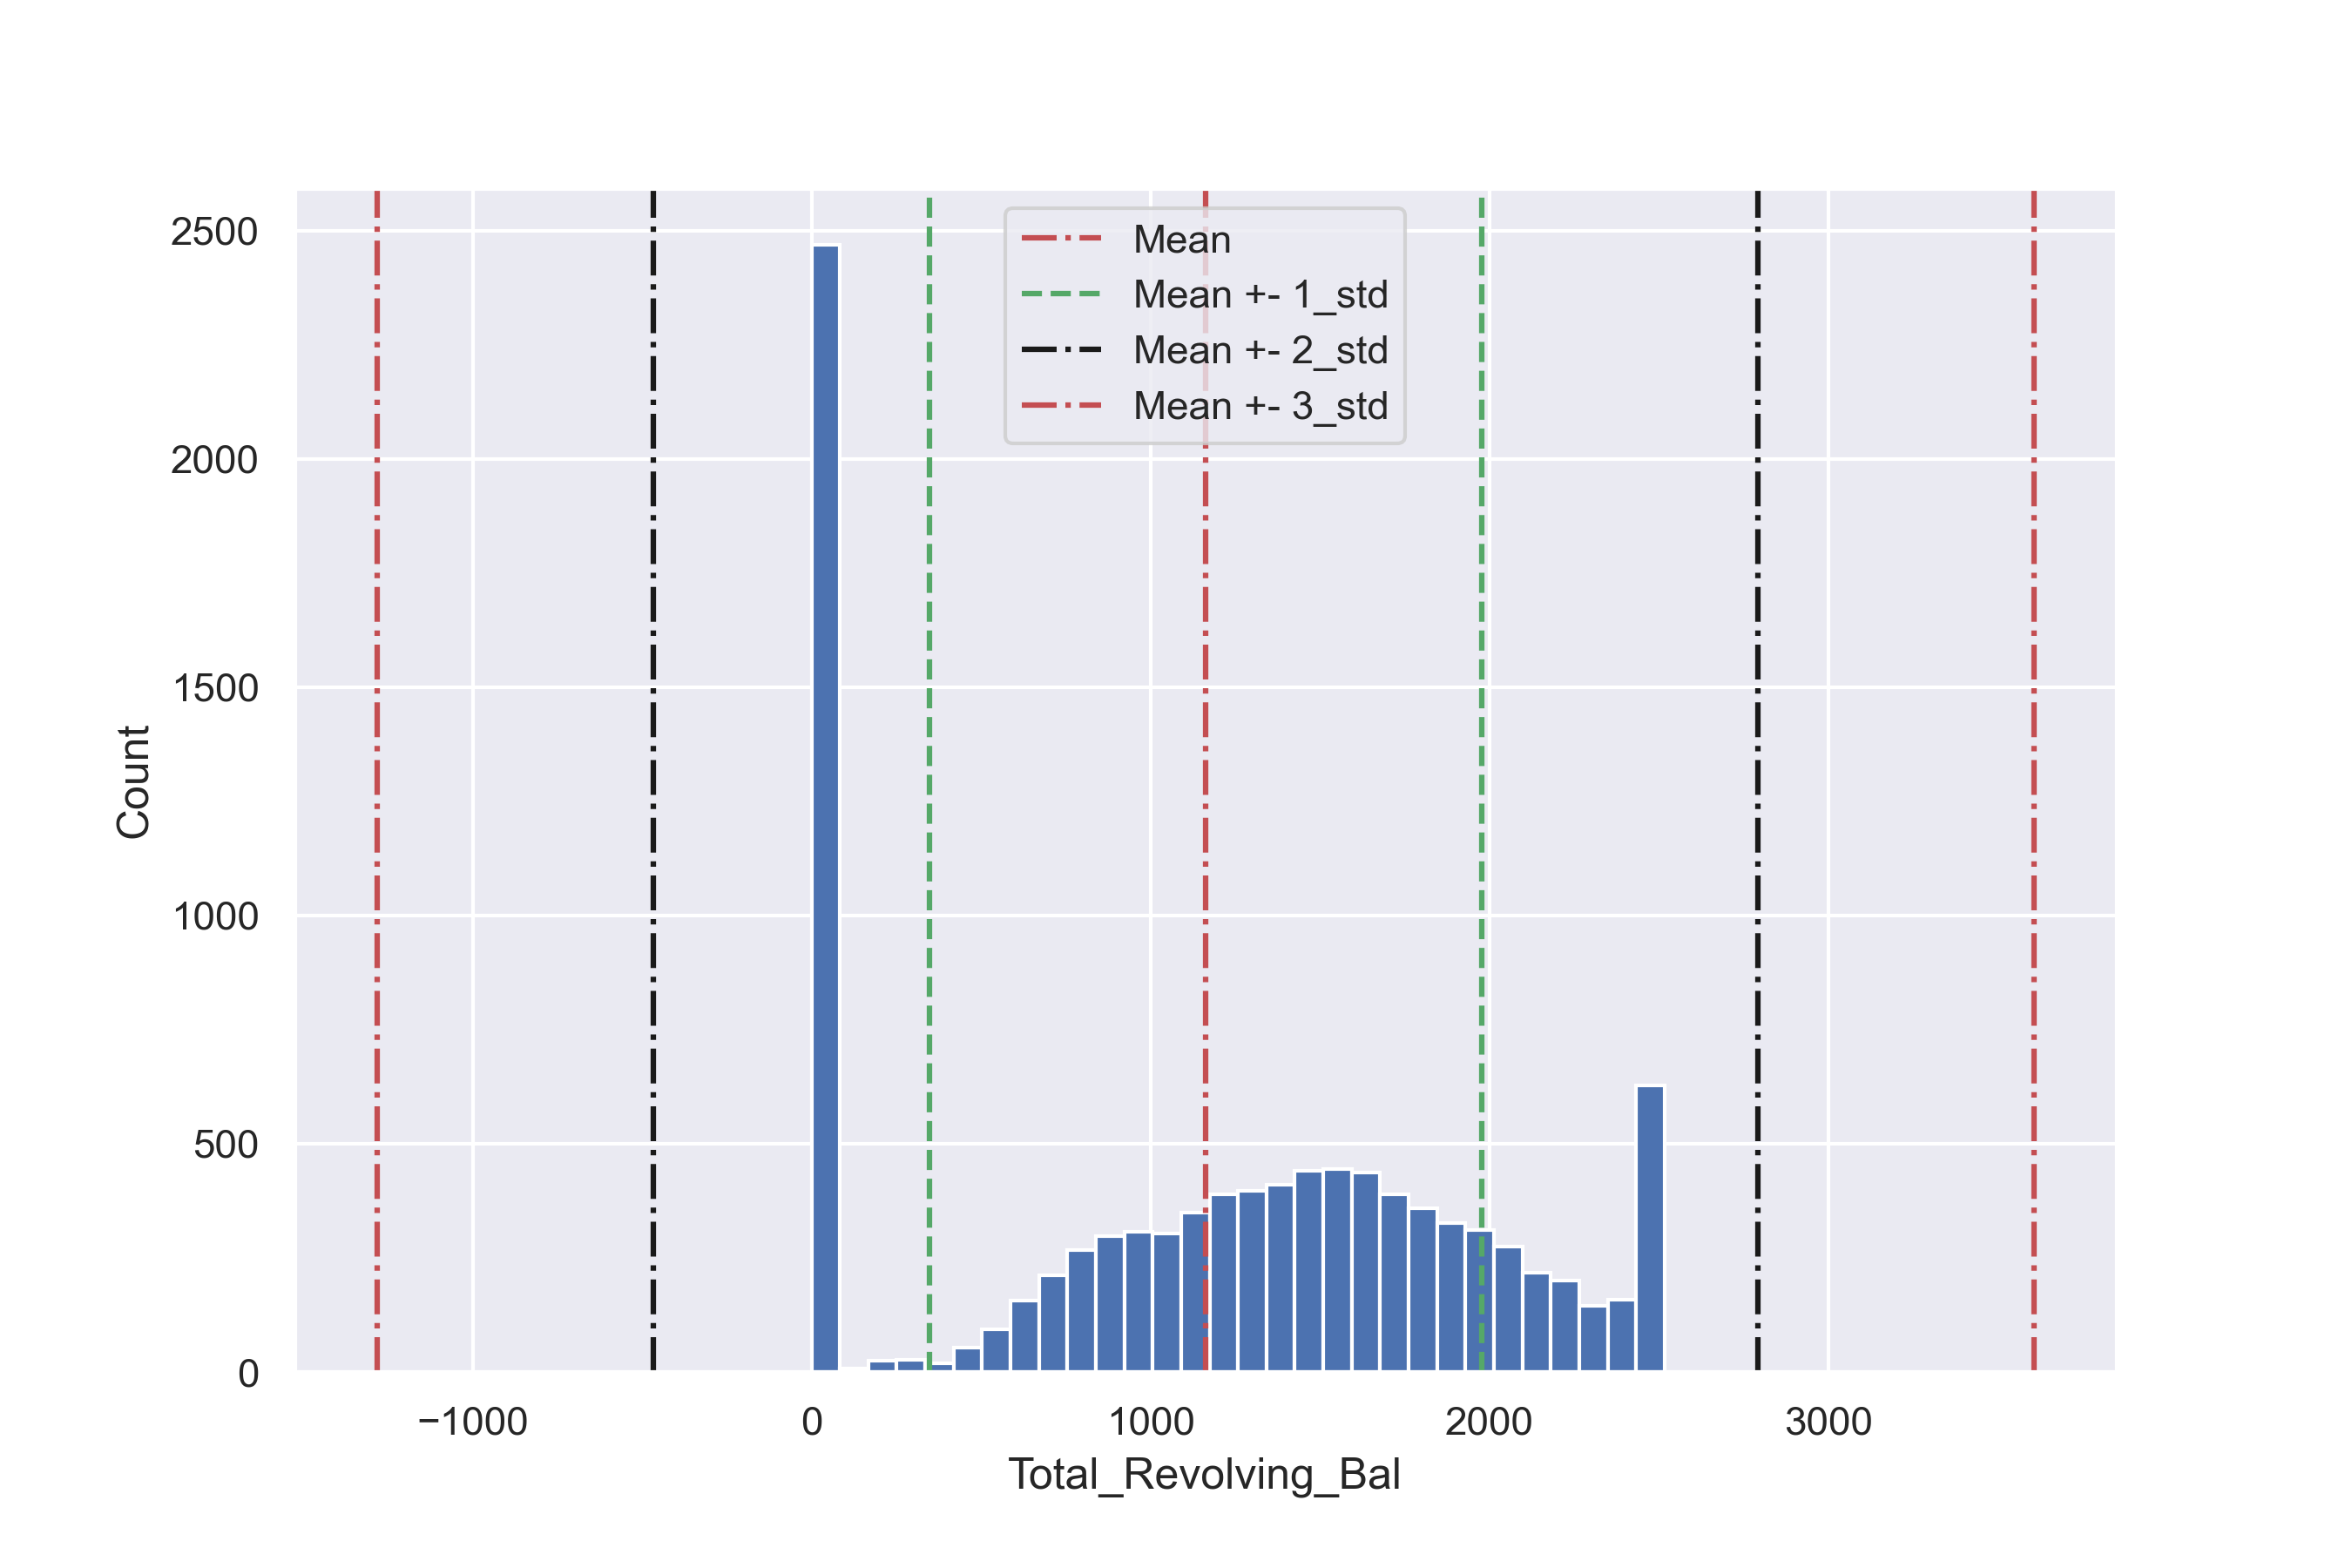 2500
2000
1500
1000
500
0
Count
Mean
Mean +- 1_std
Mean +- 2_std
Mean +- 3_std
−1000
0
1000
2000
3000
Total_Revolving_Bal